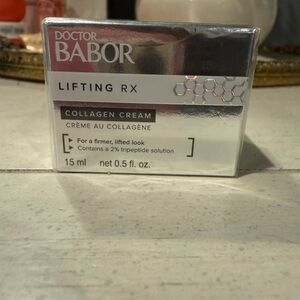 DOCTOR
BABOR
LIFTING RX
COLLAGEN CREAM
CRÈME AU COLLAGÈNE
For a firmer, lifted look
Contains a 2% tripeptide solution
15 ml net 0.5 fl. oz.